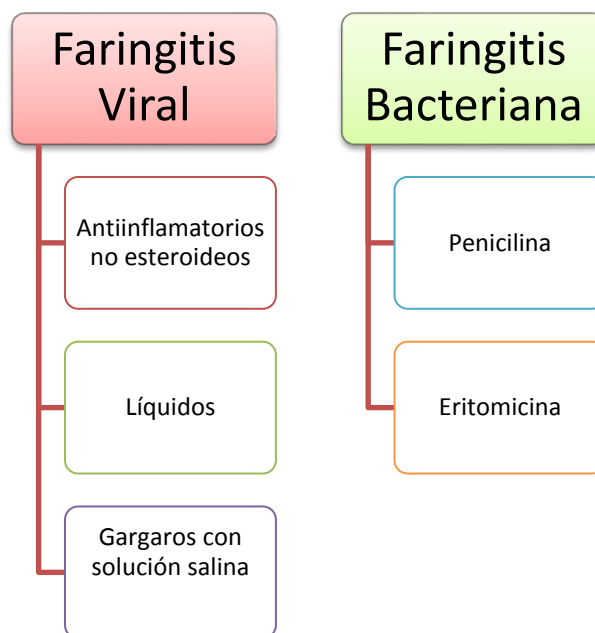 Faringitis
Viral
Antiinflamatorios
no esteroideos
Líquidos
Gargaros con
solución salina
Faringitis
Bacteriana
Penicilina
Eritomicina